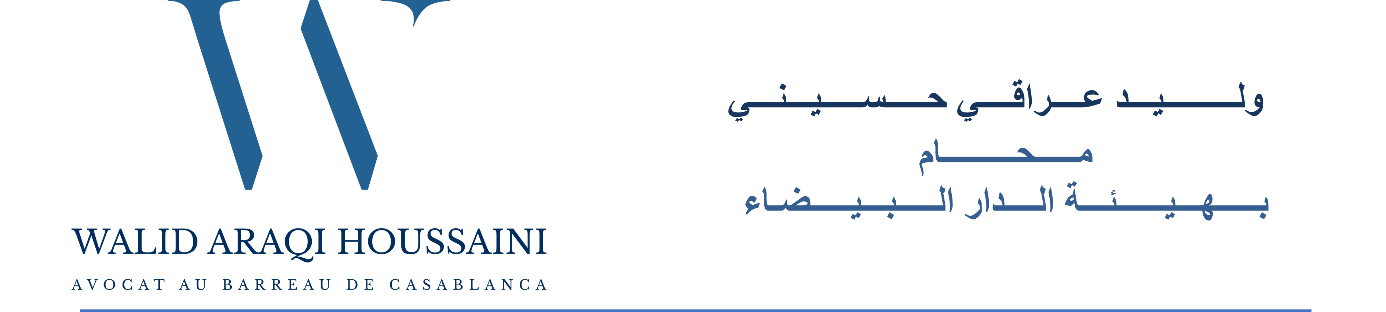 WALID ARAQI HOUSSAINI
AVOCAT AU BARREAU DE CASABLANCA
وليد عراقي حسيني
محام
بهيئة الدار البيضاء